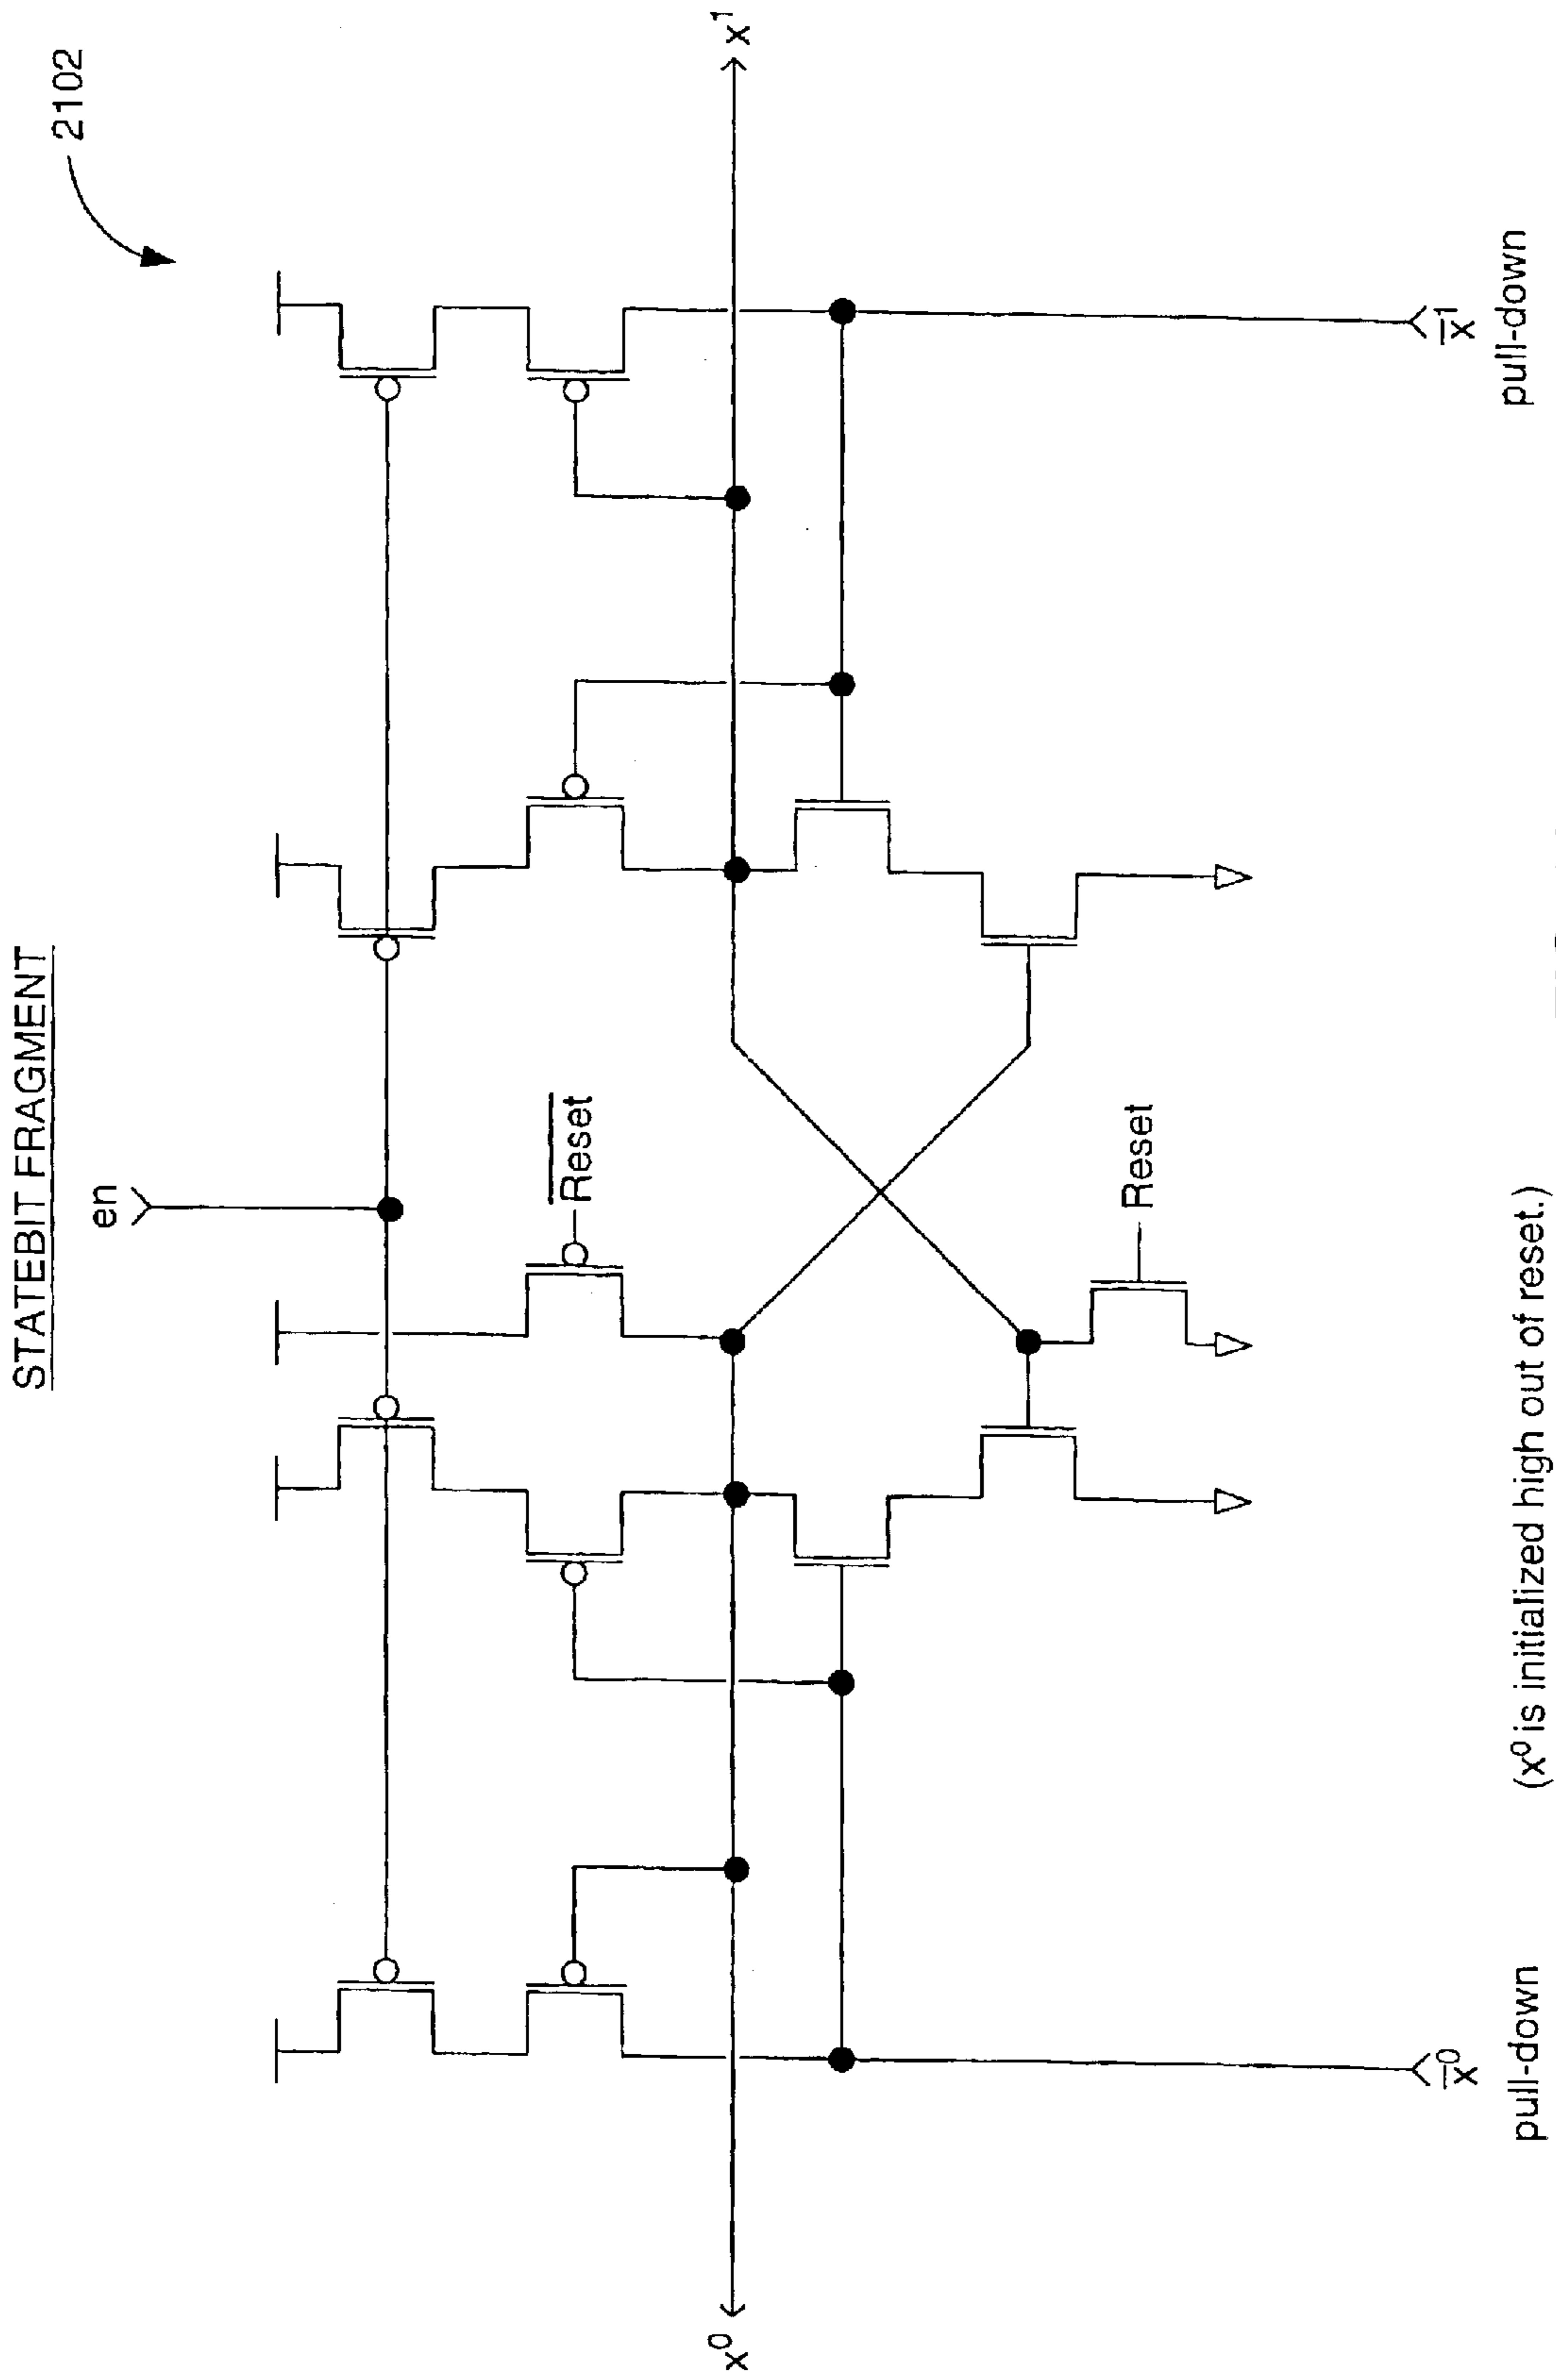 STATEBIT FRAGMENT
2102
en
Reset
x⁰
x¹
Reset
x̅⁰
pull-down
x̅¹
pull-down
(x⁰ is initialized high out of reset.)